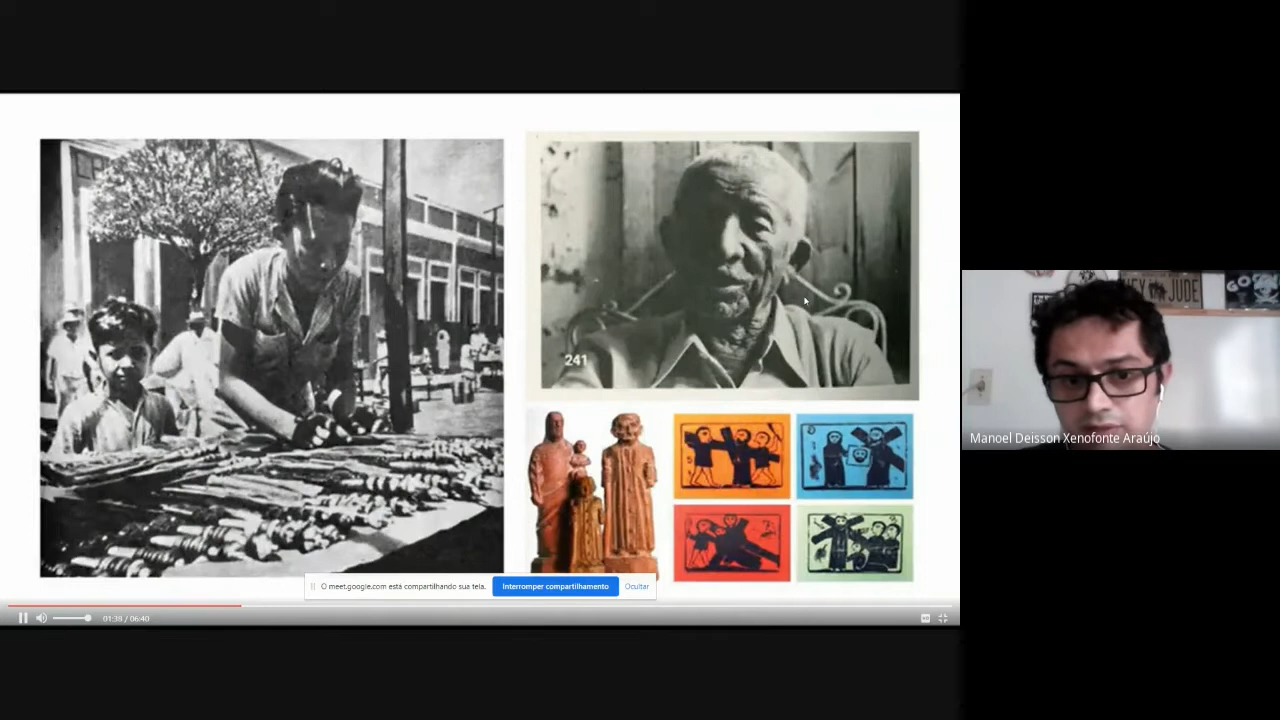 241
HEY JUDE
O meet.google.com está compartilhando sua tela.
Interromper compartilhamento
Ocultar
01:38 / 06:40
Manoel Deisson Xenofonte Araújo